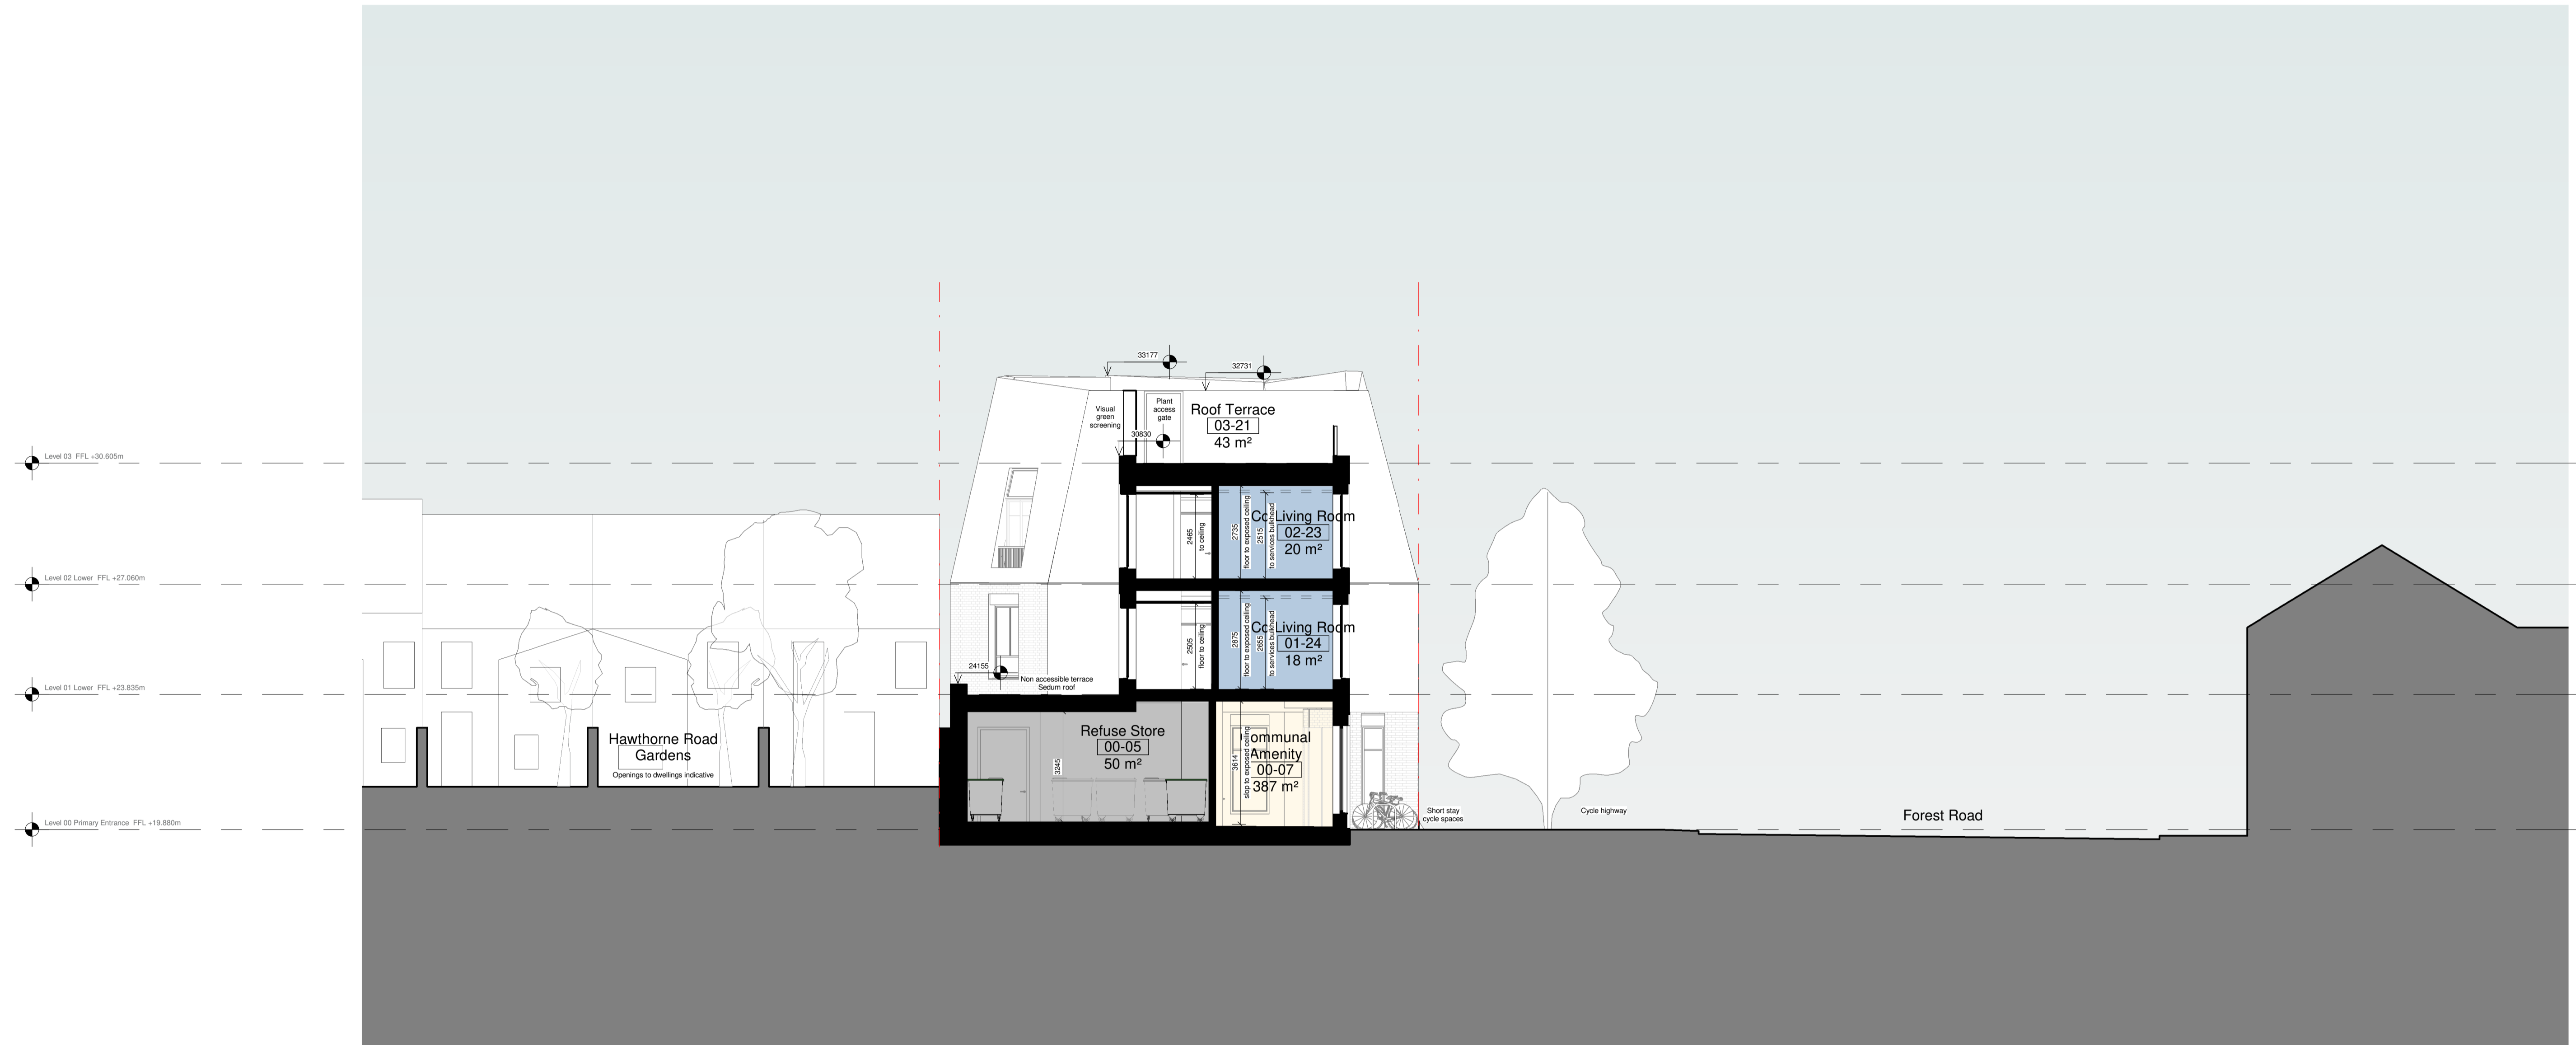 33177
32731
Visual
green
screening
Plant
access
gate
Roof Terrace
03-21
43 m²
30830
Level 03 FFL +30.605m
2465
to ceiling
2735
floor to exposed ceiling
2515
to services bulkhead
Co-Living Room
02-23
20 m²
Level 02 Lower FFL +27.060m
2505
floor to ceiling
2875
floor to exposed ceiling
2655
to services bulkhead
Co-Living Room
01-24
18 m²
24155
Non accessible terrace
Sedum roof
Level 01 Lower FFL +23.835m
Hawthorne Road
Gardens
Openings to dwellings indicative
Refuse Store
00-05
50 m²
3245
3614
slop to exposed ceiling
Communal
Amenity
00-07
387 m²
Short stay
cycle spaces
Cycle highway
Forest Road
Level 00 Primary Entrance FFL +19.880m